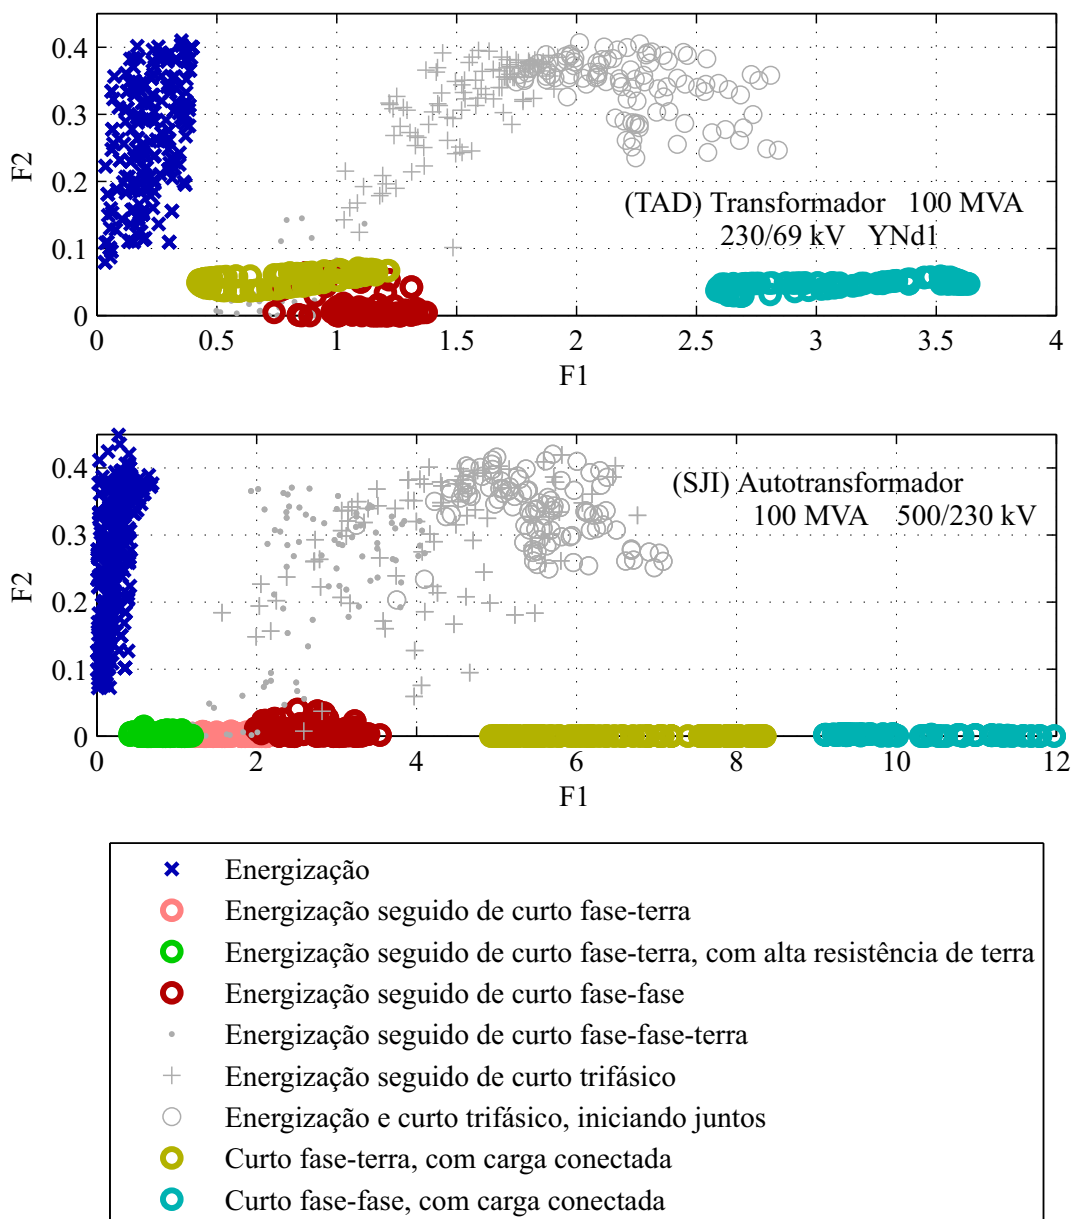 0.4
0.3
0.2
0.1
0
F2
(TAD) Transformador 100 MVA
230/69 kV YNd1
0 0.5 1 1.5 2 2.5 3 3.5 4
F1
0.4
0.3
0.2
0.1
0
F2
(SJI) Autotransformador
100 MVA 500/230 kV
0 2 4 6 8 10 12
F1
Energização
Energização seguido de curto fase-terra
Energização seguido de curto fase-terra, com alta resistência de terra
Energização seguido de curto fase-fase
Energização seguido de curto fase-fase-terra
Energização seguido de curto trifásico
Energização e curto trifásico, iniciando juntos
Curto fase-terra, com carga conectada
Curto fase-fase, com carga conectada